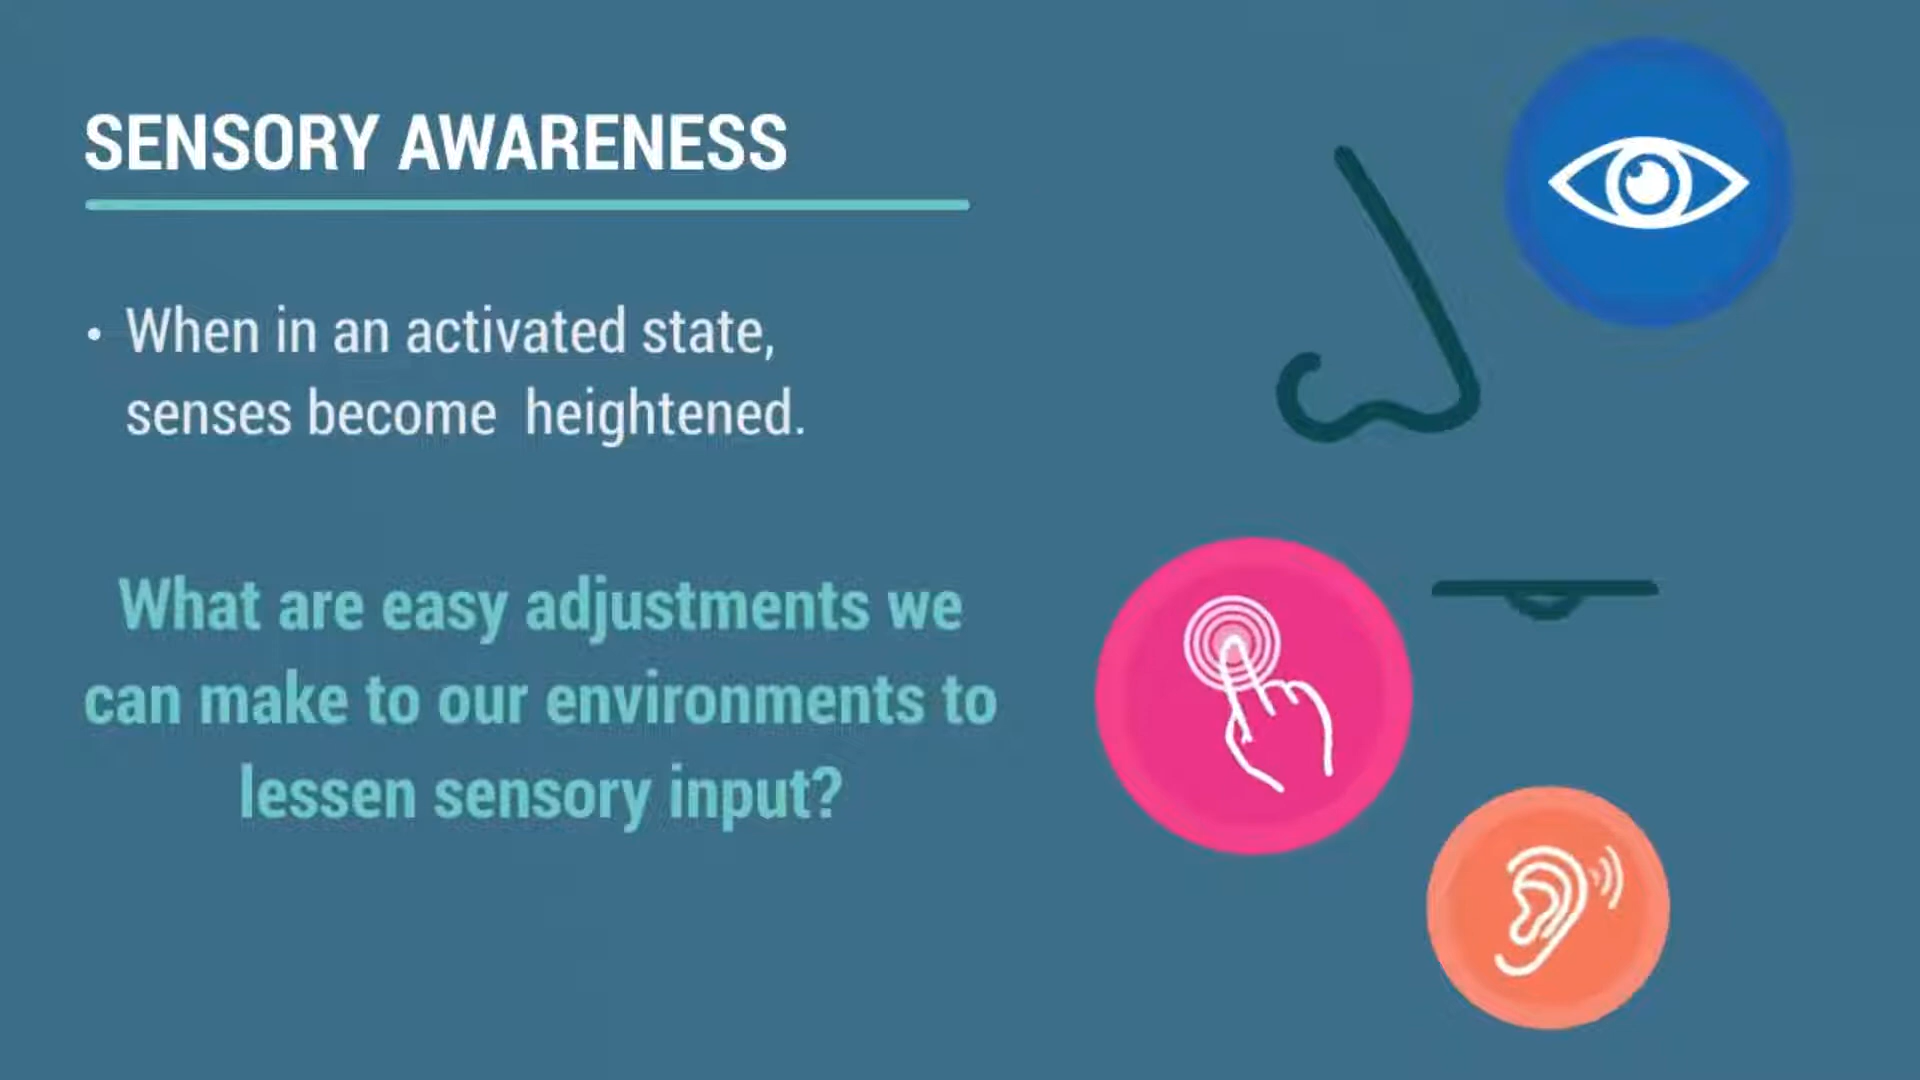 SENSORY AWARENESS
• When in an activated state,
senses become  heightened.
What are easy adjustments we
can make to our environments to
lessen sensory input?